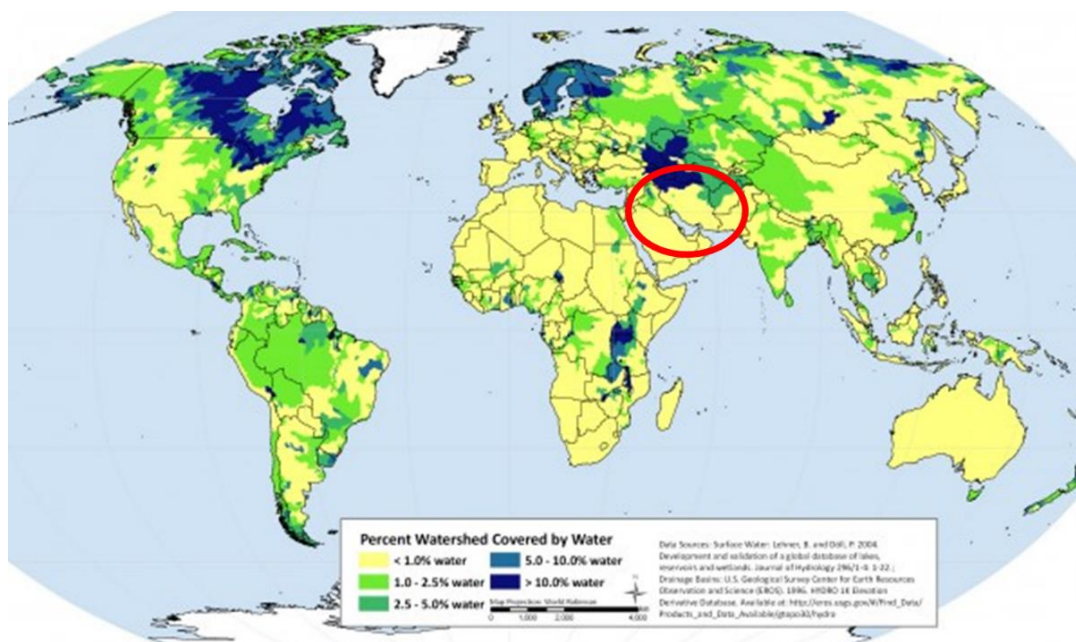 Percent Watershed Covered by Water
< 1.0% water
5.0 - 10.0% water
1.0 - 2.5% water
> 10.0% water
2.5 - 5.0% water
Map Projection: World Robinson
0 1,000 2,000 4,000
N
Data Sources: Surface Water: Lehner, B. and Döll, P. 2004.
Development and validation of a global database of lakes,
reservoirs and wetlands. Journal of Hydrology 296/1-4: 1-22.;
Drainage Basins: U.S. Geological Survey Center for Earth Resources
Observation and Science (EROS). 1996. HYDRO 1K Elevation
Derivative Database. Available at: http://eros.usgs.gov/#/Find_Data/
Products_and_Data_Available/gtopo30/hydro